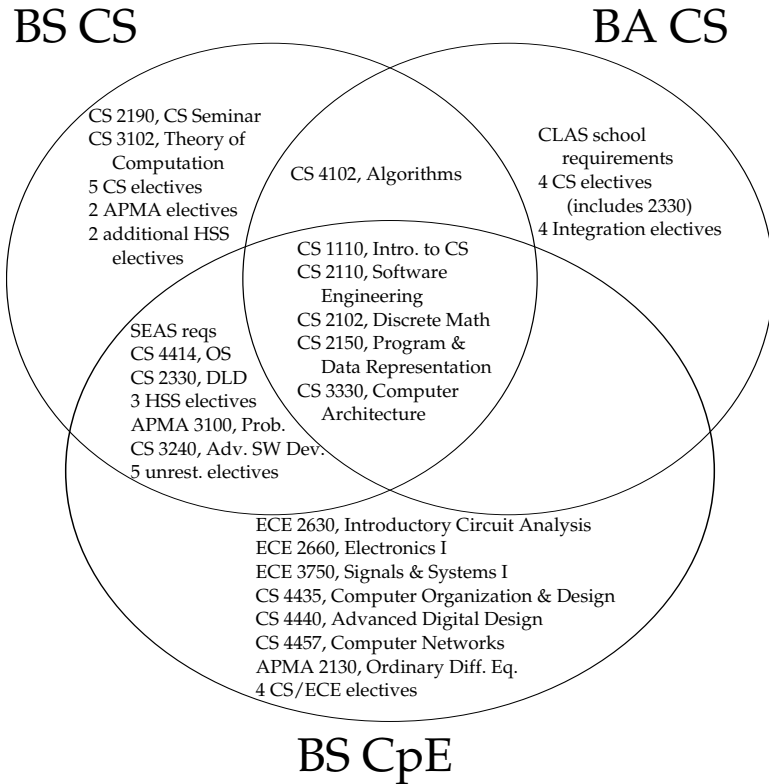 BS CS
BA CS
CS 2190, CS Seminar
CS 3102, Theory of
Computation
5 CS electives
2 APMA electives
2 additional HSS
electives
CS 4102, Algorithms
CLAS school
requirements
4 CS electives
(includes 2330)
4 Integration electives
CS 1110, Intro. to CS
CS 2110, Software
Engineering
CS 2102, Discrete Math
CS 2150, Program &
Data Representation
CS 3330, Computer
Architecture
SEAS reqs
CS 4414, OS
CS 2330, DLD
3 HSS electives
APMA 3100, Prob.
CS 3240, Adv. SW Dev.
5 unrest. electives
ECE 2630, Introductory Circuit Analysis
ECE 2660, Electronics I
ECE 3750, Signals & Systems I
CS 4435, Computer Organization & Design
CS 4440, Advanced Digital Design
CS 4457, Computer Networks
APMA 2130, Ordinary Diff. Eq.
4 CS/ECE electives
BS CpE